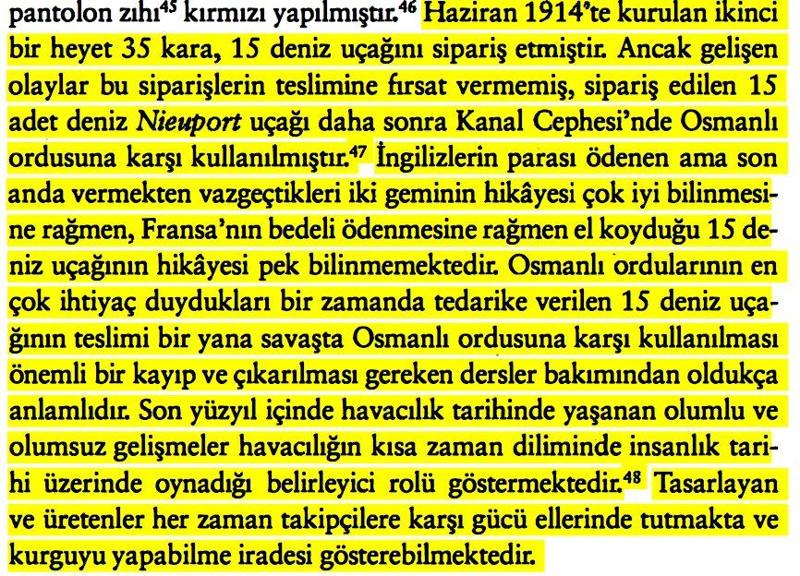 pantolon zıhı⁴⁵ kırmızı yapılmıştır.⁴⁶ Haziran 1914’te kurulan ikinci
bir heyet 35 kara, 15 deniz uçağını sipariş etmiştir. Ancak gelişen
olaylar bu siparişlerin teslimine fırsat vermemiş, sipariş edilen 15
adet deniz Nieuport uçağı daha sonra Kanal Cephesi’nde Osmanlı
ordusuna karşı kullanılmıştır.⁴⁷ İngilizlerin parası ödenen ama son
anda vermekten vazgeçtikleri iki geminin hikâyesi çok iyi bilinmesi-
ne rağmen, Fransa’nın bedeli ödenmesine rağmen el koyduğu 15 de-
niz uçağının hikâyesi pek bilinmemektedir. Osmanlı ordularının en
çok ihtiyaç duydukları bir zamanda tedarike verilen 15 deniz uça-
ğının teslimi bir yana savaşta Osmanlı ordusuna karşı kullanılması
önemli bir kayıp ve çıkarılması gereken dersler bakımından oldukça
anlamlıdır. Son yüzyıl içinde havacılık tarihinde yaşanan olumlu ve
olumsuz gelişmeler havacılığın kısa zaman diliminde insanlık tari-
hi üzerinde oynadığı belirleyici rolü göstermektedir.⁴⁸ Tasarlayan
ve üretenler her zaman takipçilere karşı gücü ellerinde tutmakta ve
kurguyu yapabilme iradesi gösterebilmektedir.